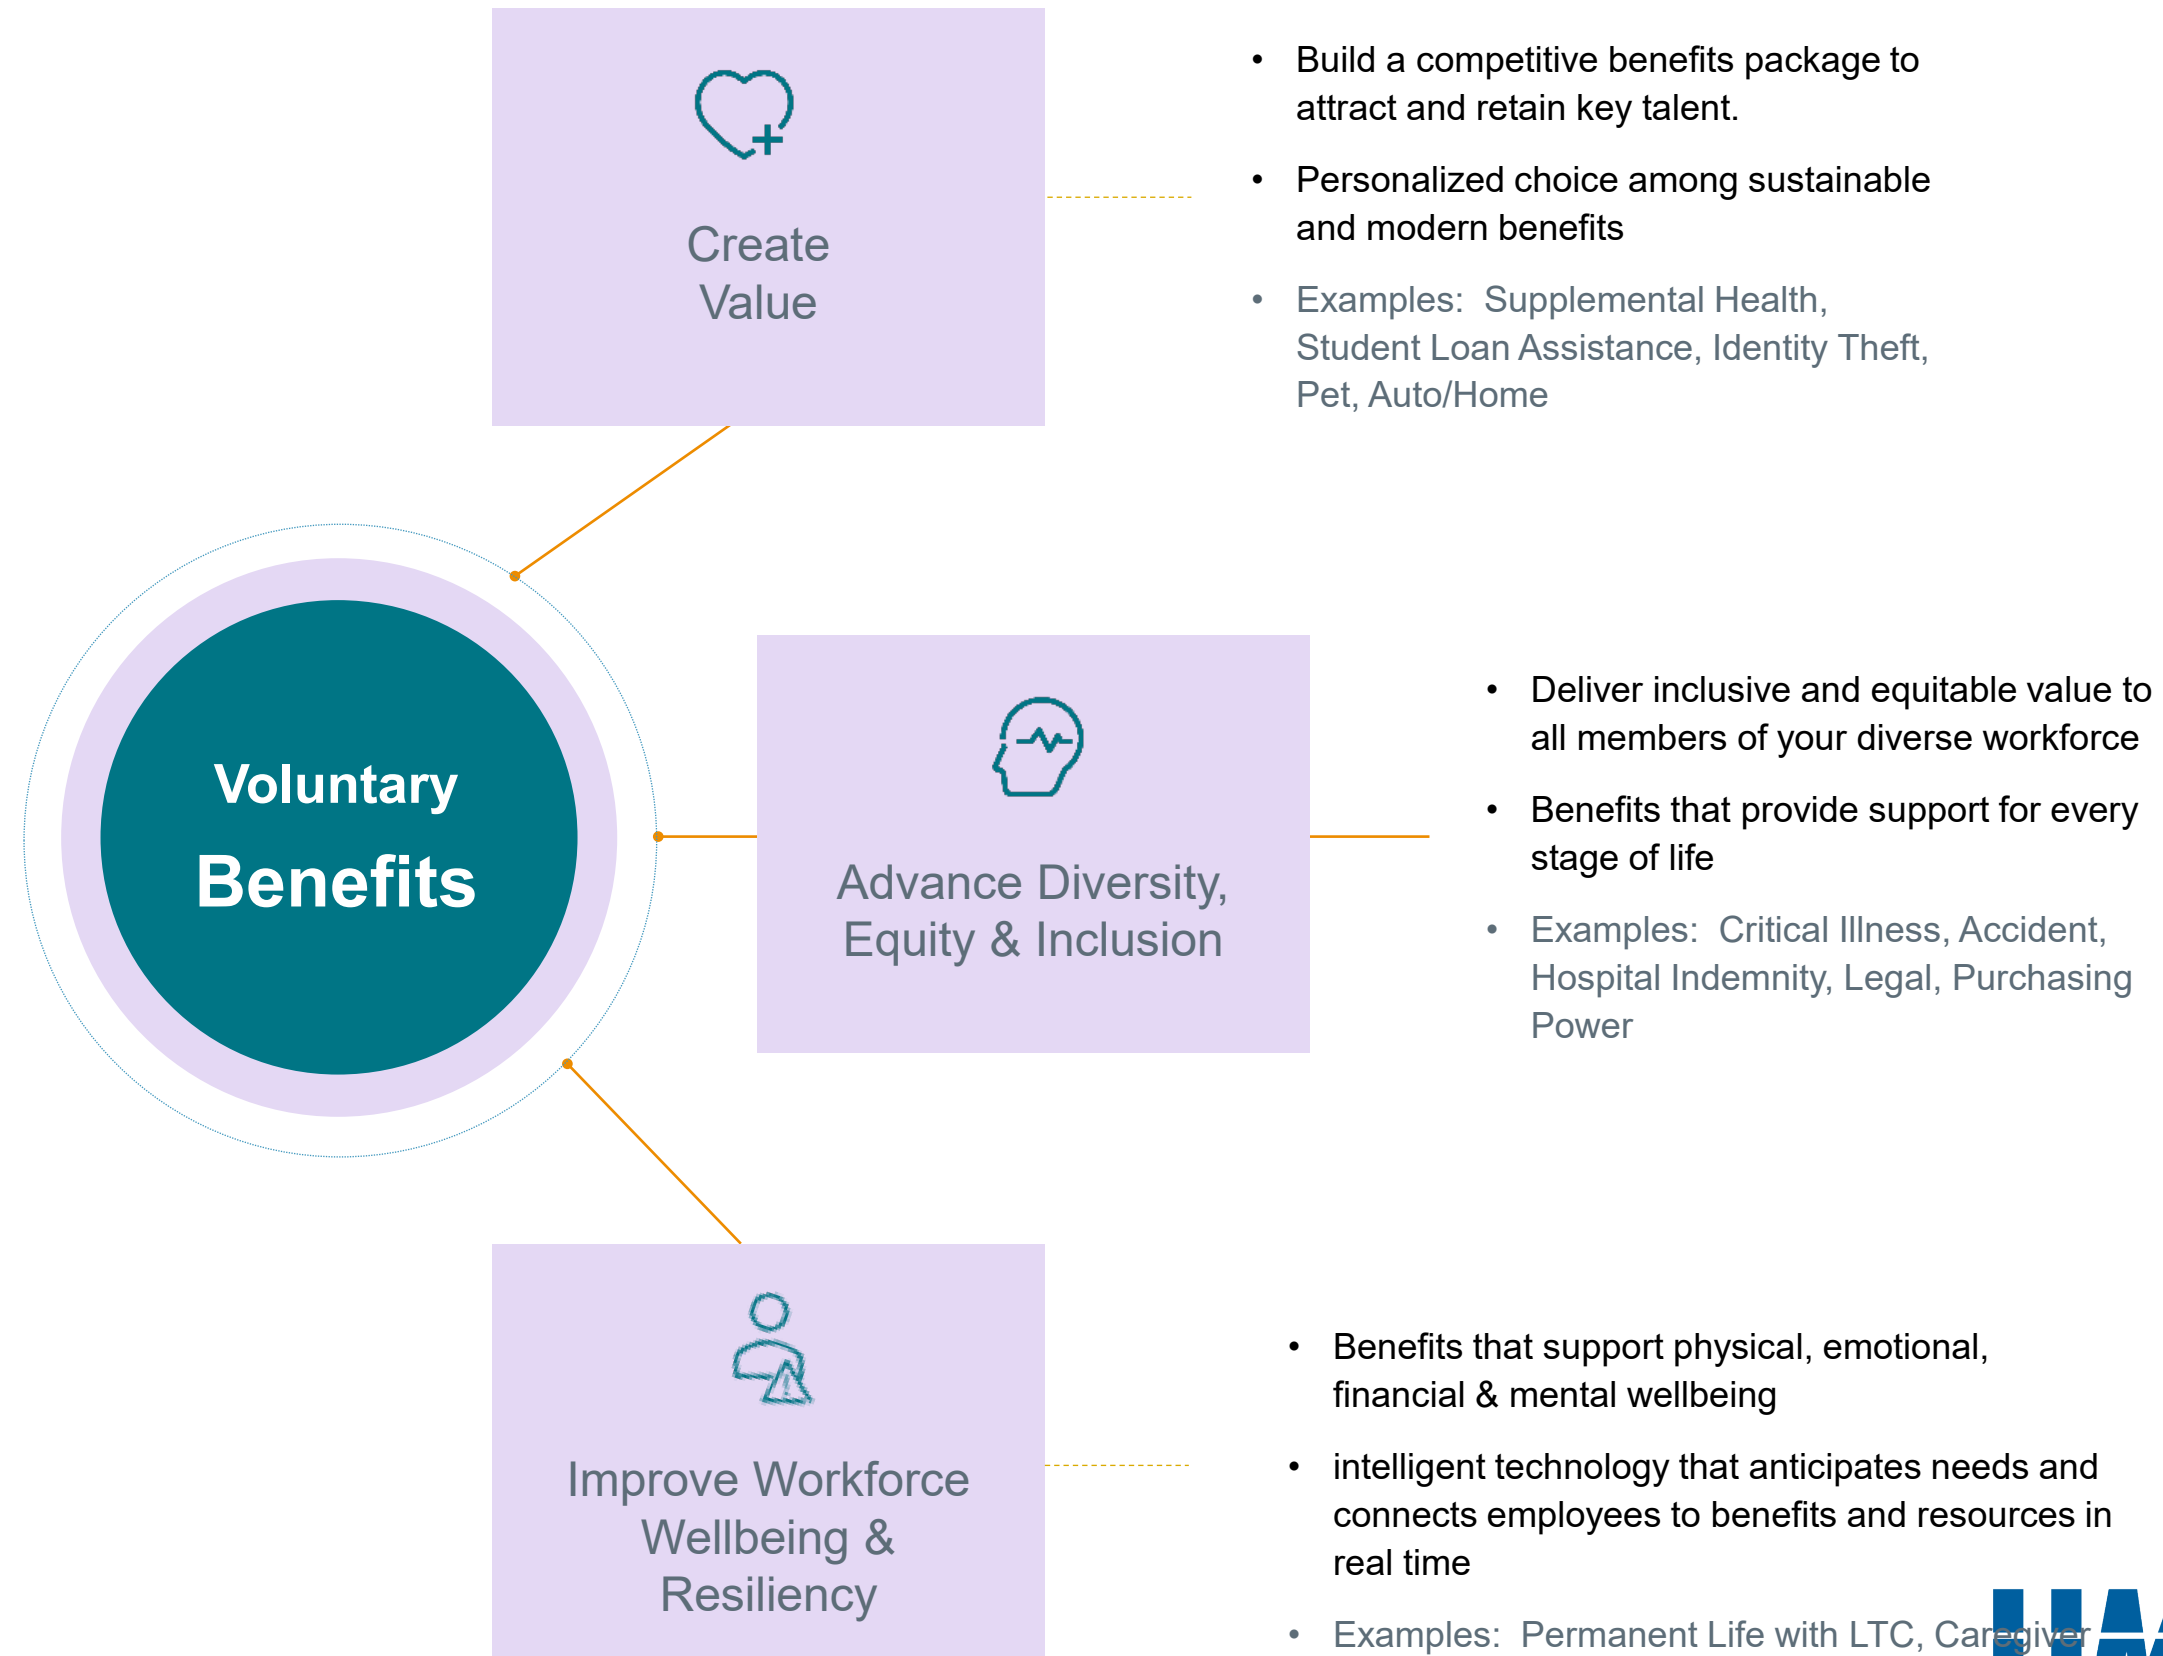 Create
Value
• Build a competitive benefits package to
attract and retain key talent.
• Personalized choice among sustainable
and modern benefits
• Examples:  Supplemental Health,
Student Loan Assistance, Identity Theft,
Pet, Auto/Home
Voluntary
Benefits
Advance Diversity,
Equity & Inclusion
• Deliver inclusive and equitable value to
all members of your diverse workforce
• Benefits that provide support for every
stage of life
• Examples:  Critical Illness, Accident,
Hospital Indemnity, Legal, Purchasing
Power
Improve Workforce
Wellbeing &
Resiliency
• Benefits that support physical, emotional,
financial & mental wellbeing
• intelligent technology that anticipates needs and
connects employees to benefits and resources in
real time
• Examples:  Permanent Life with LTC, Caregiver